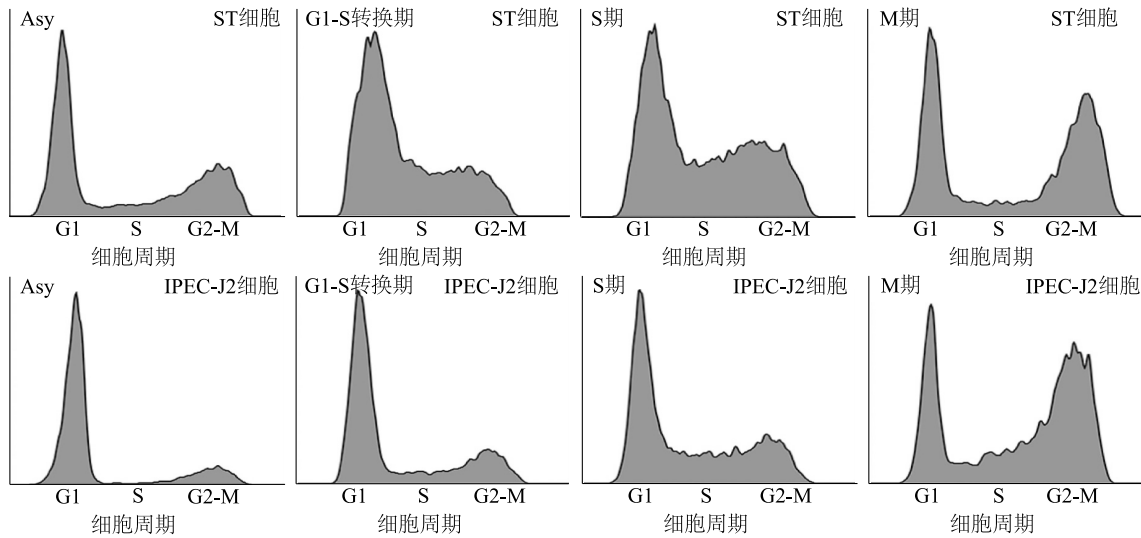 Asy ST细胞
G1-S转换期 ST细胞
S期 ST细胞
M期 ST细胞
G1 S G2-M
细胞周期
G1 S G2-M
细胞周期
G1 S G2-M
细胞周期
G1 S G2-M
细胞周期
Asy IPEC-J2细胞
G1-S转换期 IPEC-J2细胞
S期 IPEC-J2细胞
M期 IPEC-J2细胞
G1 S G2-M
细胞周期
G1 S G2-M
细胞周期
G1 S G2-M
细胞周期
G1 S G2-M
细胞周期